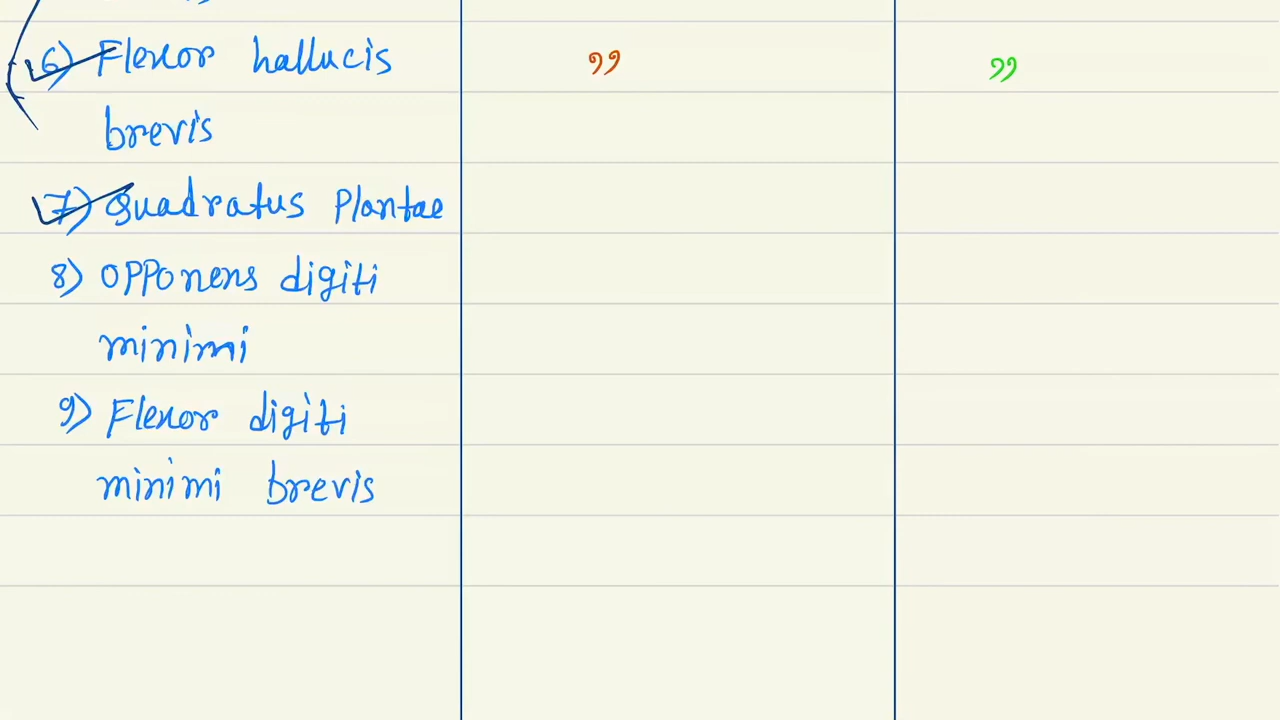 6) Flexor hallucis ” ”
brevis
7) Quadratus Plantae
8) Opponens digiti
minimi
9) Flexor digiti
minimi brevis